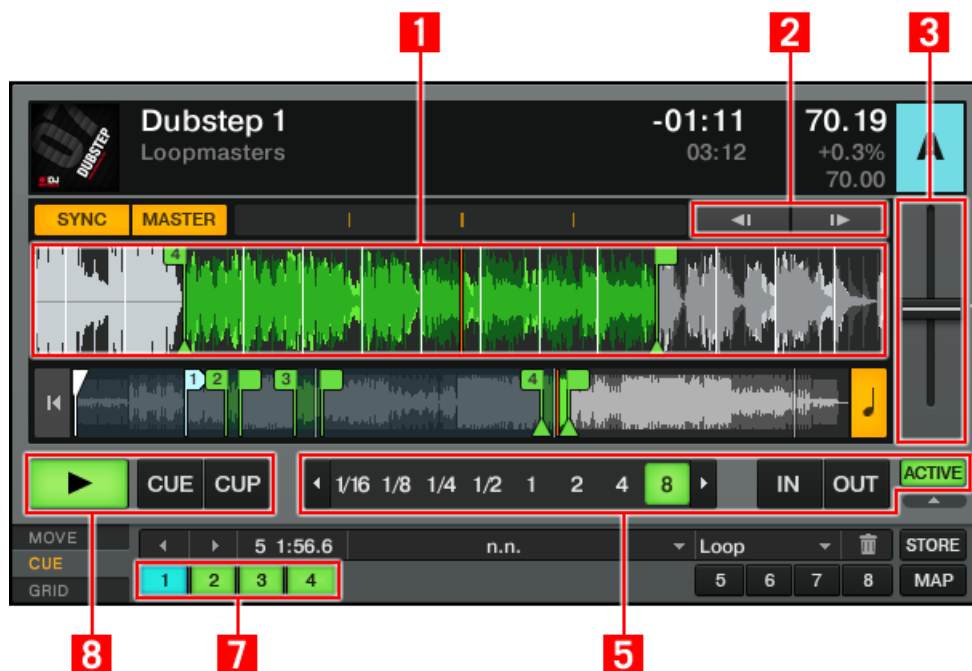 1 2 3
DUBSTEP
DJ
Dubstep 1
Loopmasters
-01:11
03:12
70.19
+0.3%
70.00
A
SYNC MASTER
4
1 2 3 4
CUE CUP
1/16 1/8 1/4 1/2 1 2 4 8
IN OUT
ACTIVE
MOVE
CUE
GRID
5 1:56.6 n.n. Loop
STORE
1 2 3 4
5 6 7 8
MAP
8 7 5